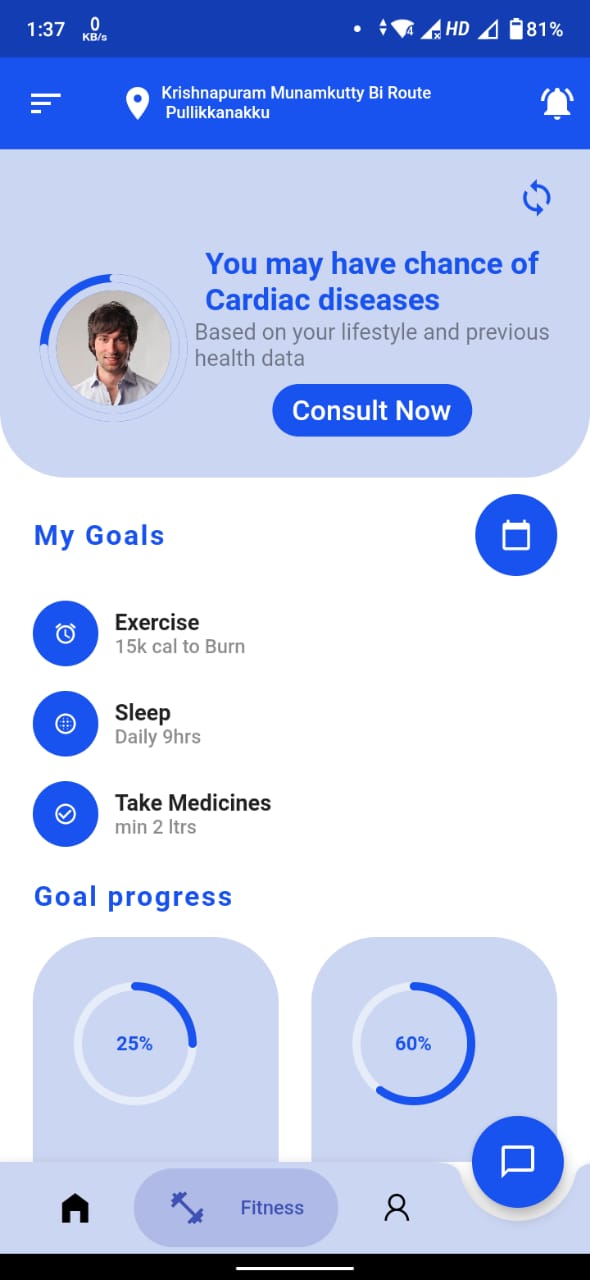 1:37 0 KB/s 4 HD 81%
Krishnapuram Munamkutty Bi Route
Pullikkanakku
You may have chance of
Cardiac diseases
Based on your lifestyle and previous
health data
Consult Now
My Goals
Exercise
15k cal to Burn
Sleep
Daily 9hrs
Take Medicines
min 2 ltrs
Goal progress
25% 60%
Fitness